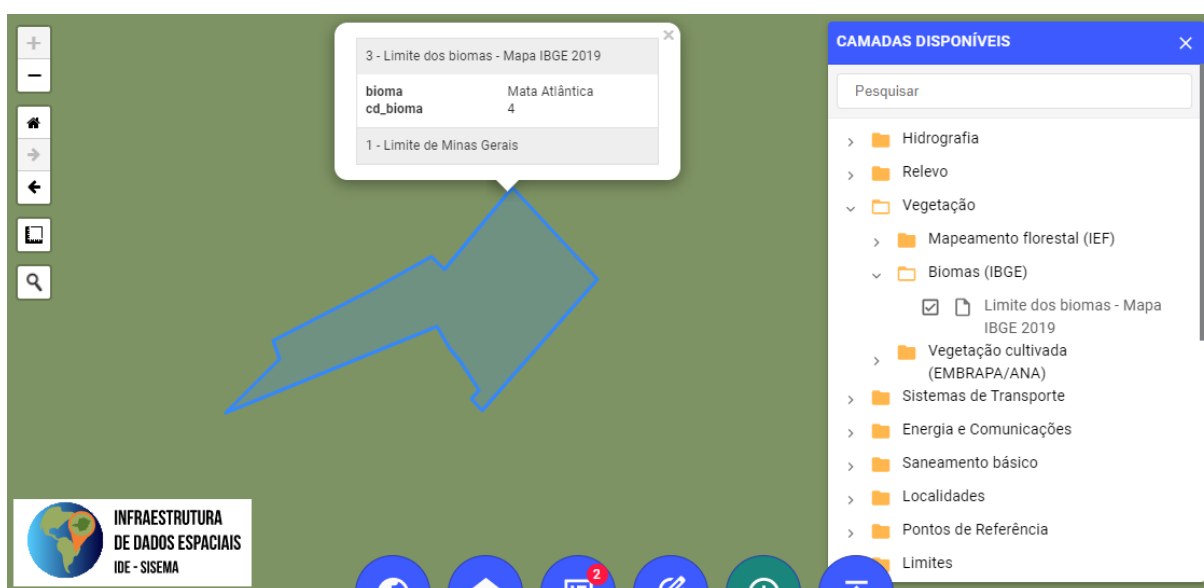 3 - Limite dos biomas - Mapa IBGE 2019
bioma Mata Atlântica
cd_bioma 4
1 - Limite de Minas Gerais
CAMADAS DISPONÍVEIS
Pesquisar
Hidrografia
Relevo
Vegetação
Mapeamento florestal (IEF)
Biomas (IBGE)
Limite dos biomas - Mapa
IBGE 2019
Vegetação cultivada
(EMBRAPA/ANA)
Sistemas de Transporte
Energia e Comunicações
Saneamento básico
Localidades
Pontos de Referência
Limites
INFRAESTRUTURA
DE DADOS ESPACIAIS
IDE - SISEMA
2